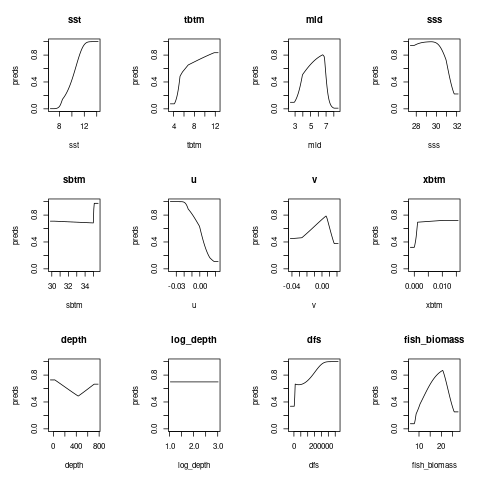 sst tbtm mld sss
preds 0.0 0.4 0.8 preds 0.0 0.4 0.8 preds 0.0 0.4 0.8 preds 0.0 0.4 0.8
8 12 4 8 12 3 5 7 28 30 32
sst tbtm mld sss
sbtm u v xbtm
preds 0.0 0.4 0.8 preds 0.0 0.4 0.8 preds 0.0 0.4 0.8 preds 0.0 0.4 0.8
30 32 34 -0.03 0.00 -0.04 0.00 0.000 0.010
sbtm u v xbtm
depth log_depth dfs fish_biomass
preds 0.0 0.4 0.8 preds 0.0 0.4 0.8 preds 0.0 0.4 0.8 preds 0.0 0.4 0.8
0 400 800 1.0 2.0 3.0 0 200000 10 20
depth log_depth dfs fish_biomass